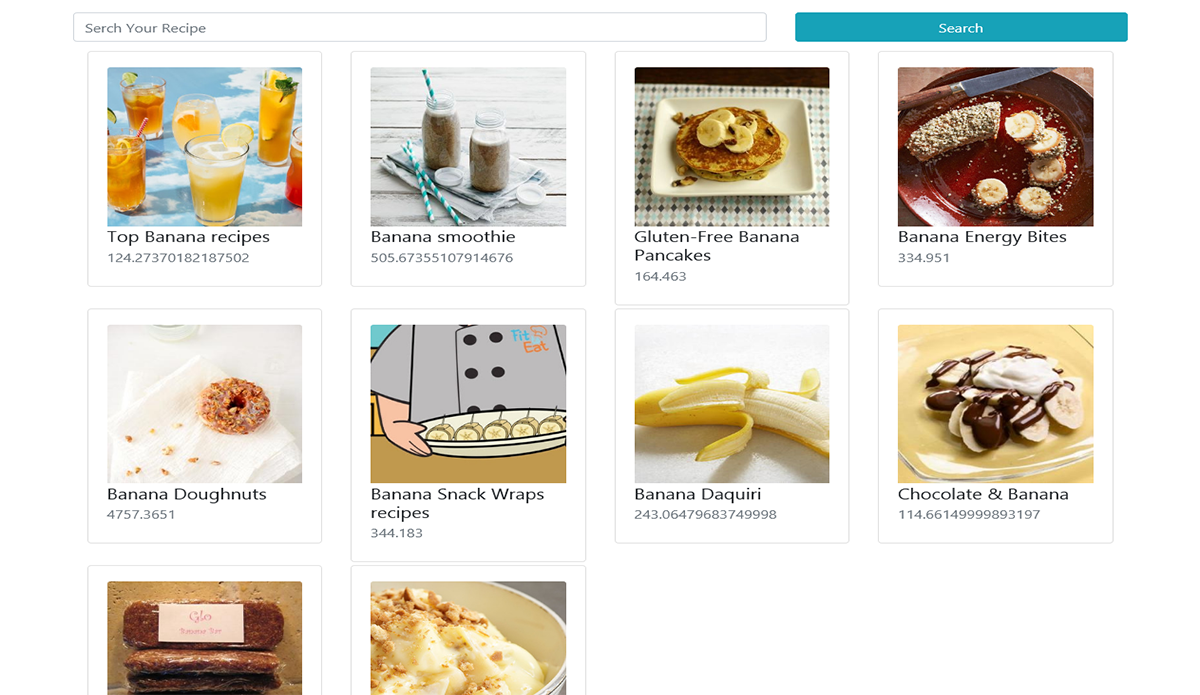 Serch Your Recipe
Search
Top Banana recipes
124.27370182187502
Banana smoothie
505.67355107914676
Gluten-Free Banana
Pancakes
164.463
Banana Energy Bites
334.951
Fit
Eat
Banana Doughnuts
4757.3651
Banana Snack Wraps
recipes
344.183
Banana Daquiri
243.06479683749998
Chocolate & Banana
114.66149999893197
Glo
Banana Bar